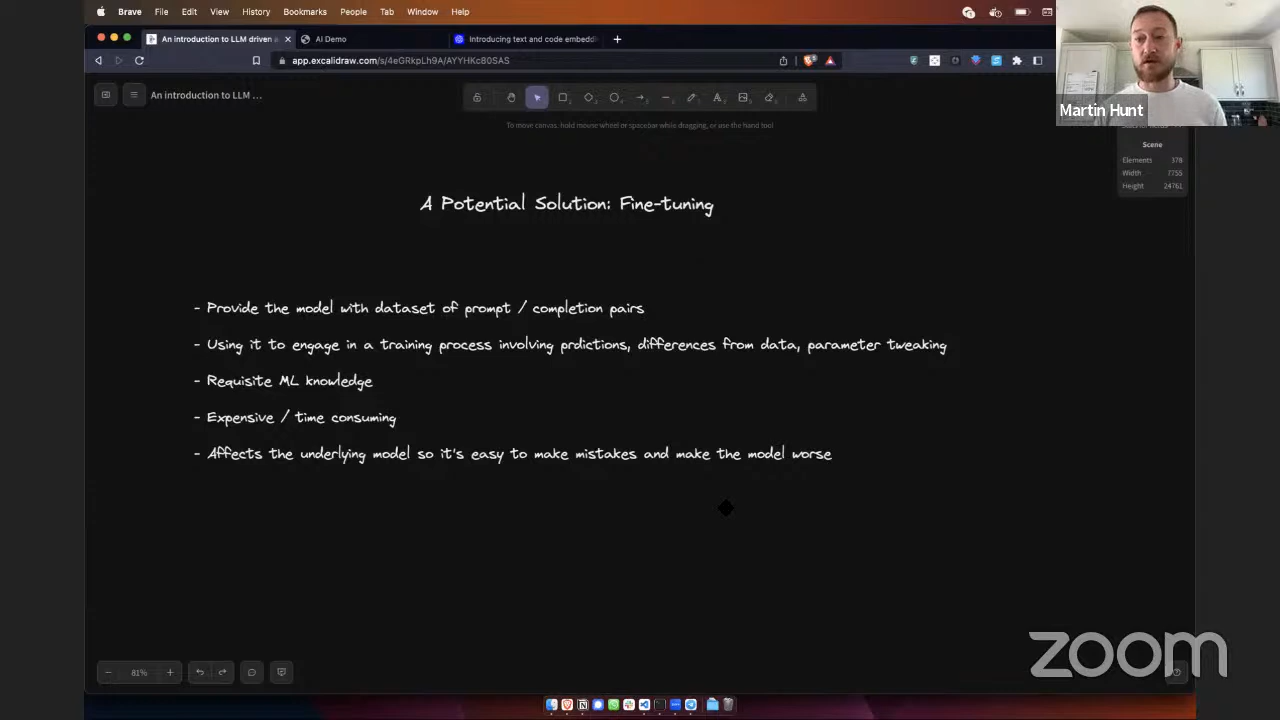 Brave File Edit View History Bookmarks People Tab Window Help
An introduction to LLM driven a
AI Demo
Introducing text and code embeddi
app.excalidraw.com/s/4eGRkpLh9A/AYYHKc80SAS
An introduction to LLM ...
To move canvas, hold mouse wheel or spacebar while dragging, or use the hand tool
Martin Hunt
Scene
Elements 378
Width 7755
Height 24761
A Potential Solution: Fine-tuning
- Provide the model with dataset of prompt / completion pairs
- Using it to engage in a training process involving prdictions, differences from data, parameter tweaking
- Requisite ML knowledge
- Expensive / time consuming
- Affects the underlying model so it's easy to make mistakes and make the model worse
81%
zoom